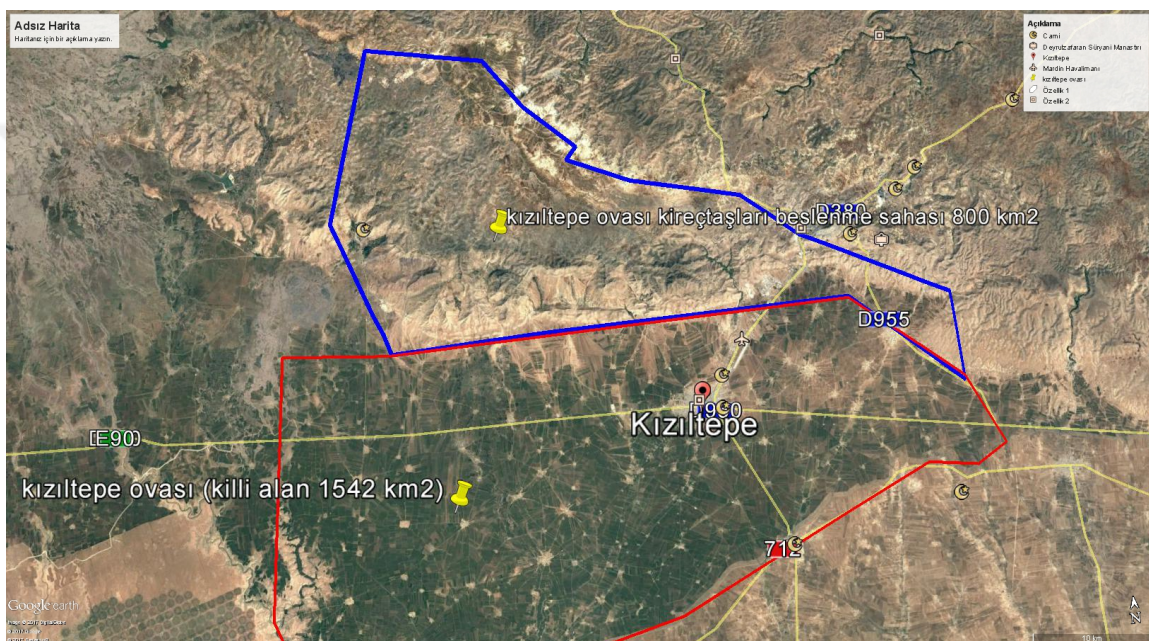 Adsız Harita
Haritanız için bir açıklama yazın.
Açıklama
Cami
Deyrulzafaran Süryani Manastırı
Kızıltepe
Mardin Havalimanı
kızıltepe ovası
Özellik 1
Özellik 2
D380
kızıltepe ovası kireçtaşları beslenme sahası 800 km2
D955
Kızıltepe
E90
kızıltepe ovası (killi alan 1542 km2)
712
Google earth
10 km
N